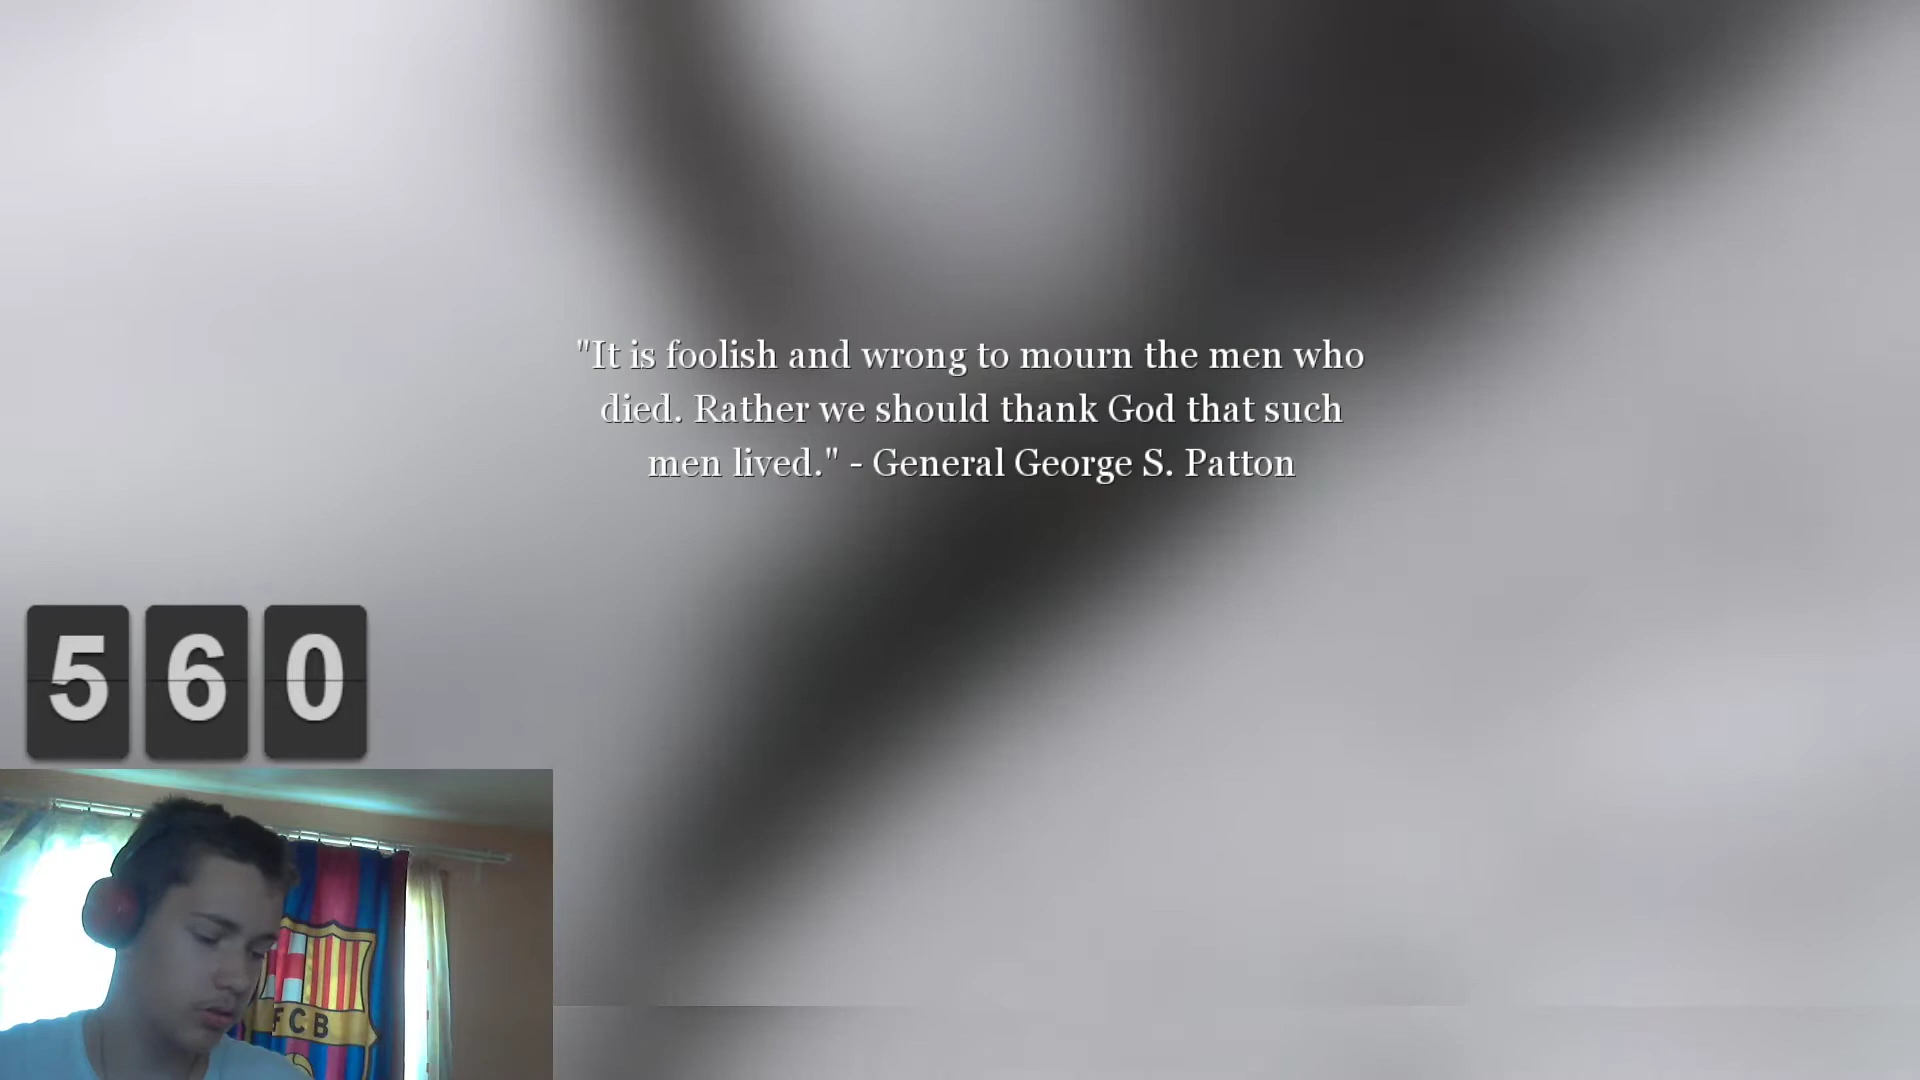 "It is foolish and wrong to mourn the men who
died. Rather we should thank God that such
men lived." - General George S. Patton
560
FCB